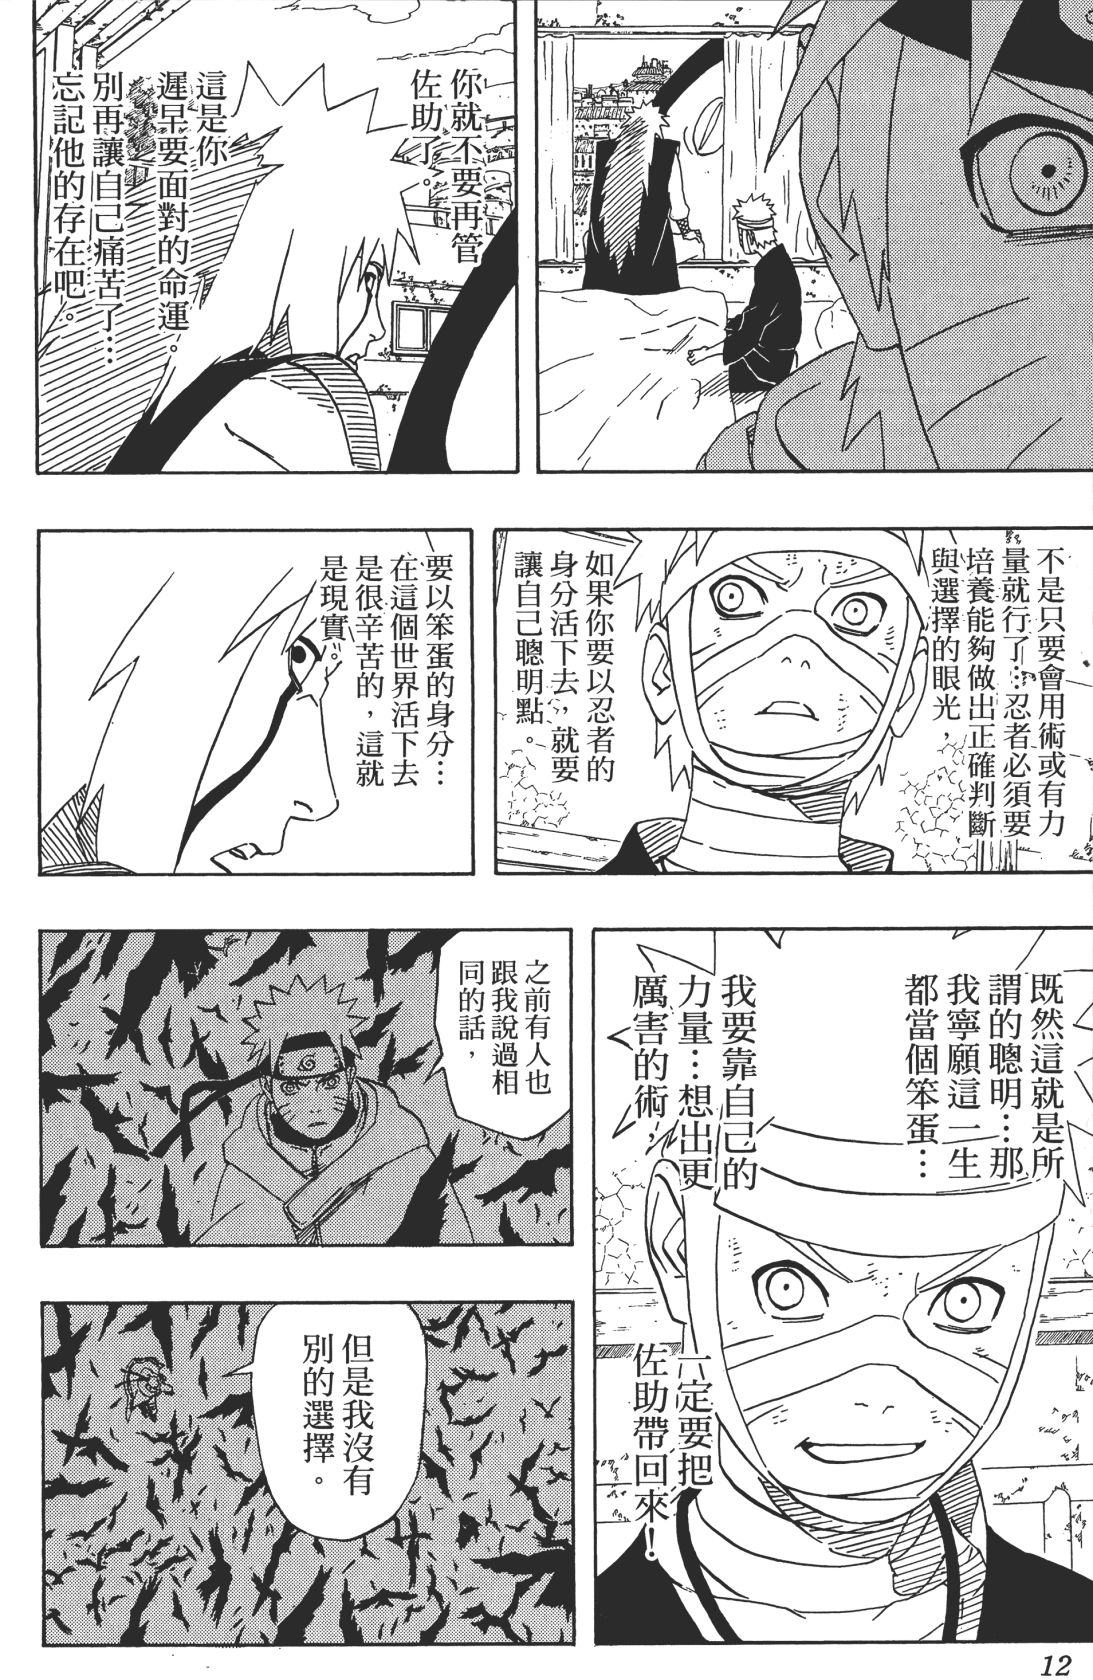 你就不要再管
佐助了。
這是你
遲早要面對的命運。
別再讓自己痛苦了…
忘記他的存在吧。
不是只要會用術或有力
量就行了…忍者必須要
培養能夠做出正確判斷
與選擇的眼光，
如果你要以忍者的
身分活下去，就要
讓自己聰明點。
要以笨蛋的身分…
在這個世界活下去
是很辛苦的，這就
是現實。
既然這就是所
謂的聰明…那
我寧願這一生
都當個笨蛋…
我要靠自己的
力量…想出更
厲害的術，
一定要把
佐助帶回來！
之前有人也
跟我說過相
同的話，
但是我沒有
別的選擇。
12